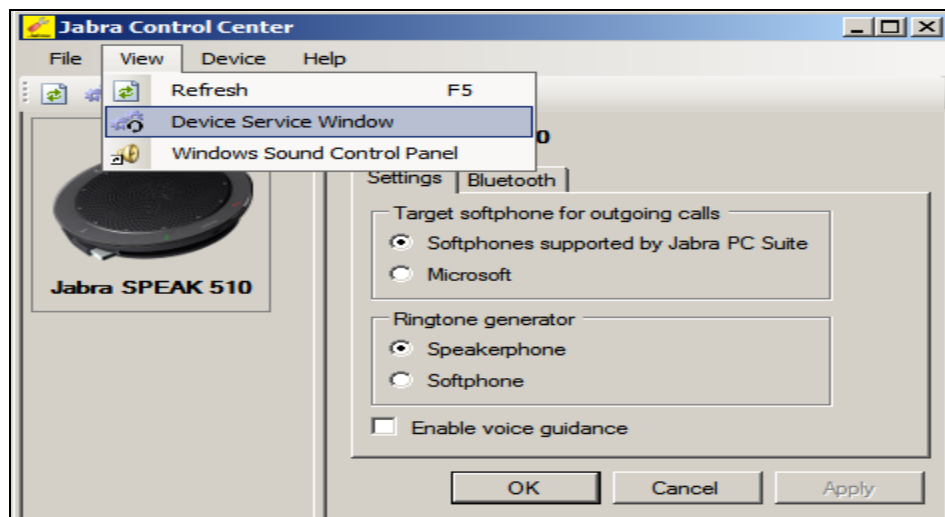 Jabra Control Center
File View Device Help
Refresh F5
Device Service Window
Windows Sound Control Panel
0
Settings Bluetooth
Target softphone for outgoing calls
Softphones supported by Jabra PC Suite
Microsoft
Jabra SPEAK 510
Ringtone generator
Speakerphone
Softphone
Enable voice guidance
OK Cancel Apply